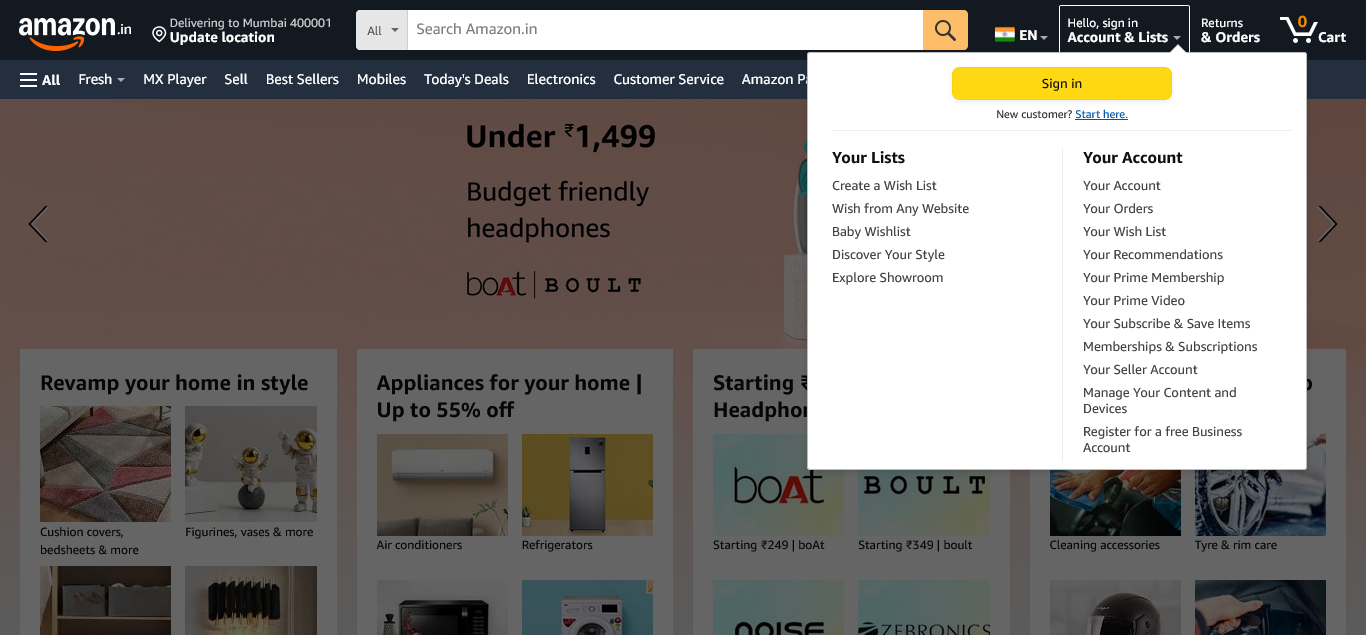 amazon.in
Delivering to Mumbai 400001
Update location
All
Search Amazon.in
EN
Hello, sign in
Account & Lists
Returns
& Orders
0
Cart
All
Fresh
MX Player
Sell
Best Sellers
Mobiles
Today's Deals
Electronics
Customer Service
Amazon
Sign in
New customer? Start here.
Your Lists
Create a Wish List
Wish from Any Website
Baby Wishlist
Discover Your Style
Explore Showroom
Your Account
Your Account
Your Orders
Your Wish List
Your Recommendations
Your Prime Membership
Your Prime Video
Your Subscribe & Save Items
Memberships & Subscriptions
Your Seller Account
Manage Your Content and
Devices
Register for a free Business
Account
Under ₹1,499
Budget friendly
headphones
boAt | BOULT
Revamp your home in style
Cushion covers,
bedsheets & more
Figurines, vases & more
Appliances for your home |
Up to 55% off
Air conditioners
Refrigerators
Starting
boAt
BOULT
Starting ₹249 | boAt
Starting ₹349 | boult
noise
ZEBRONICS
Cleaning accessories
Tyre & rim care